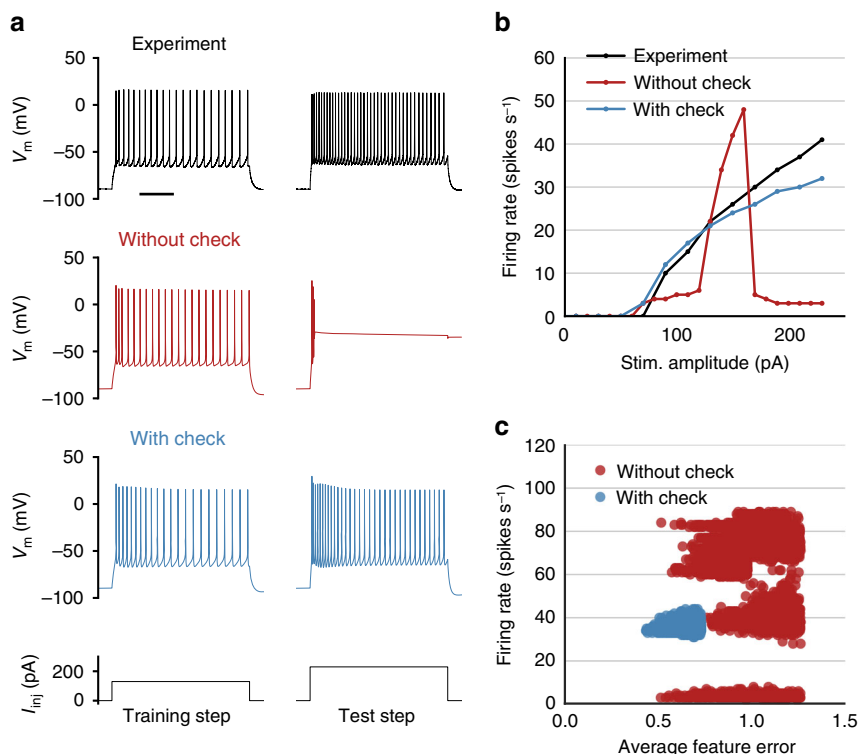 a
Experiment
50
0
−50
−100
Vm (mV)
Without check
50
0
−50
−100
Vm (mV)
With check
50
0
−50
−100
Vm (mV)
200
0
Iinj (pA)
Training step
Test step
b
60
50
40
30
20
10
0
Firing rate (spikes s−1)
Experiment
Without check
With check
0 100 200
Stim. amplitude (pA)
c
120
100
80
60
40
20
0
Firing rate (spikes s−1)
Without check
With check
0.0 0.5 1.0 1.5
Average feature error